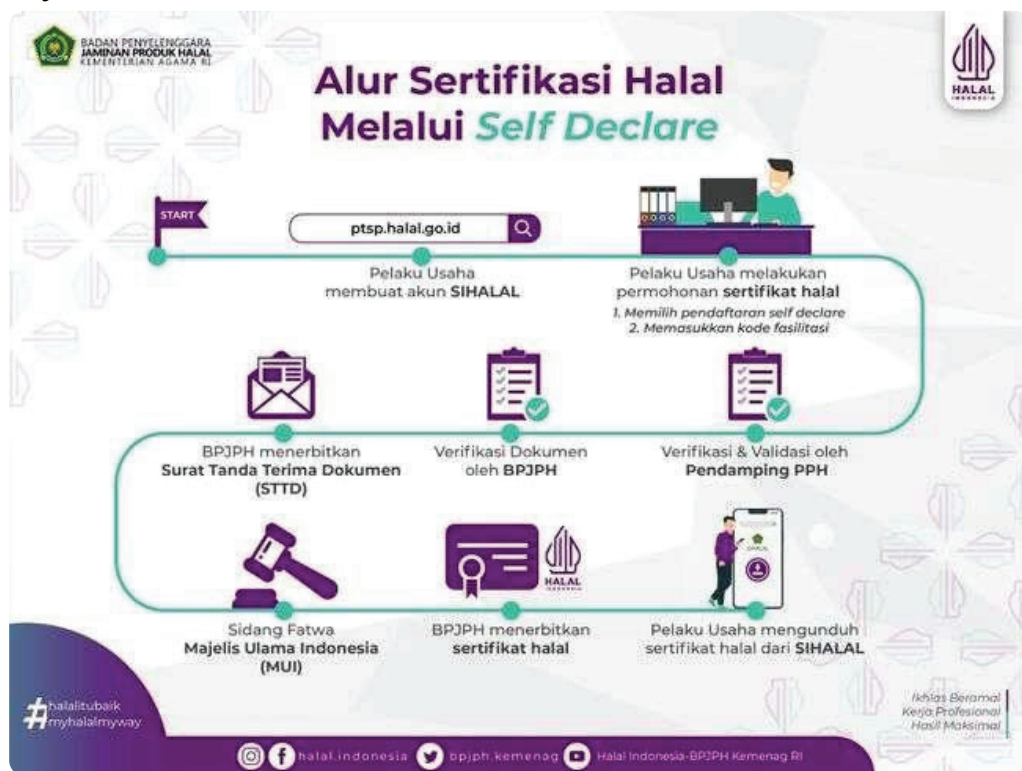 BADAN PENYELENGGARA
JAMINAN PRODUK HALAL
KEMENTERIAN AGAMA RI
HALAL
INDONESIA
Alur Sertifikasi Halal
Melalui Self Declare
START
ptsp.halal.go.id
Pelaku Usaha
membuat akun SIHALAL
Pelaku Usaha melakukan
permohonan sertifikat halal
1. Memilih pendaftaran self declare
2. Memasukkan kode fasilitasi
BPJPH menerbitkan
Surat Tanda Terima Dokumen
(STTD)
Verifikasi Dokumen
oleh BPJPH
Verifikasi & Validasi oleh
Pendamping PPH
HALAL
INDONESIA
Sidang Fatwa
Majelis Ulama Indonesia
(MUI)
BPJPH menerbitkan
sertifikat halal
Pelaku Usaha mengunduh
sertifikat halal dari SIHALAL
#halalitubaik
#myhalalmyway
Ikhlas Beramal
Kerja Profesional
Hasil Maksimal
halal.indonesia bpjph.kemenag Halal Indonesia-BPJPH Kemenag RI